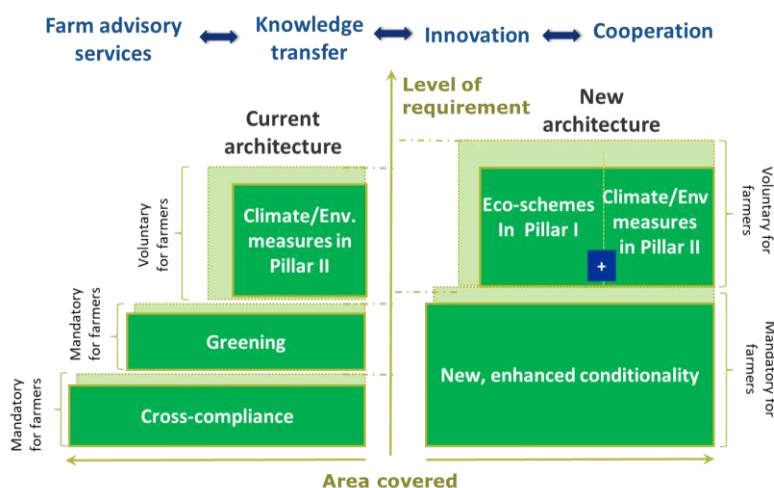 Farm advisory
services
Knowledge
transfer
Innovation
Cooperation
Level of
requirement
Current
architecture
New
architecture
Voluntary
for farmers
Climate/Env.
measures in
Pillar II
Mandatory
for farmers
Greening
Mandatory
for farmers
Cross-compliance
Eco-schemes
In Pillar I
Climate/Env
measures
in Pillar II
+
Voluntary for
farmers
New, enhanced conditionality
Mandatory for
farmers
Area covered